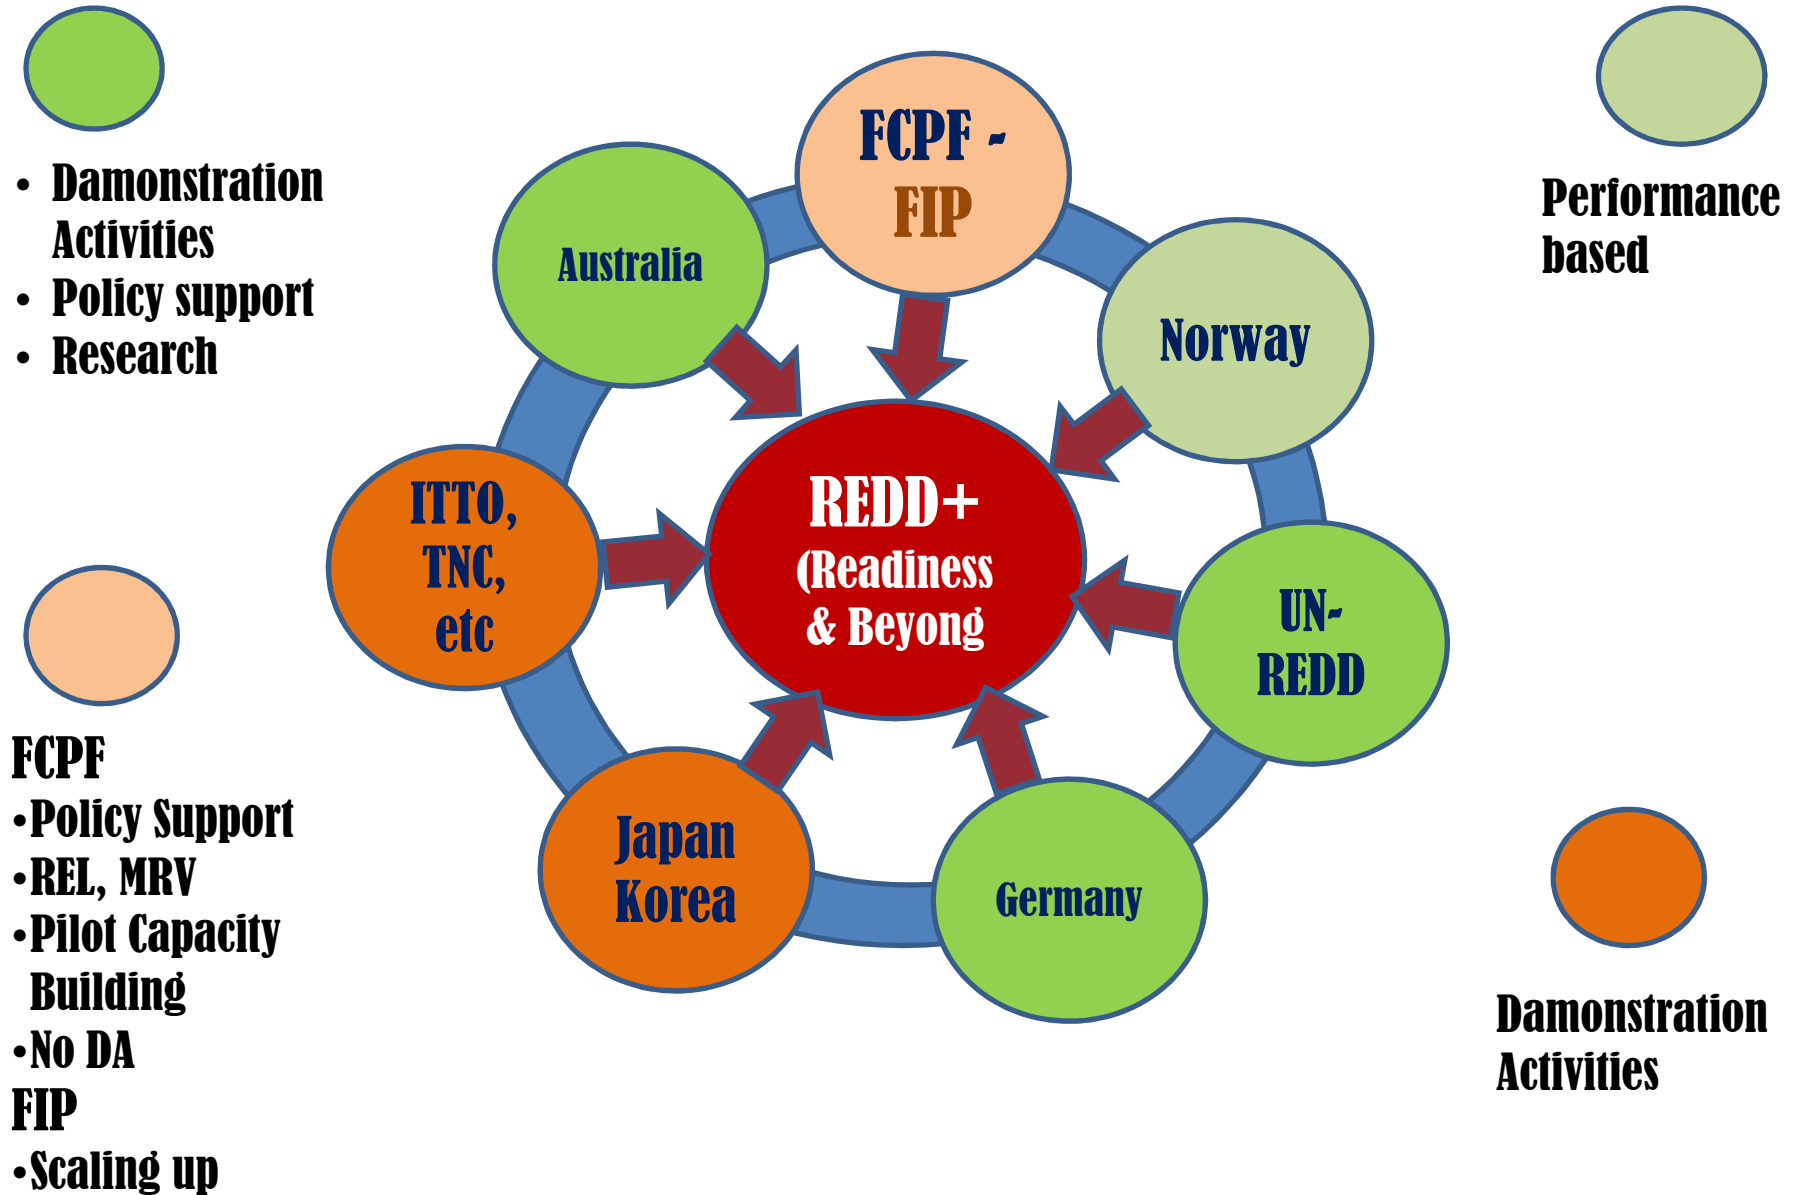 • Damonstration
Activities
• Policy support
• Research
FCPF
•Policy Support
•REL, MRV
•Pilot Capacity
Building
•No DA
FIP
•Scaling up
FCPF -
FIP
Australia
Norway
ITTO,
TNC,
etc
REDD+
(Readiness
& Beyong
UN-
REDD
Japan
Korea
Germany
Performance
based
Damonstration
Activities